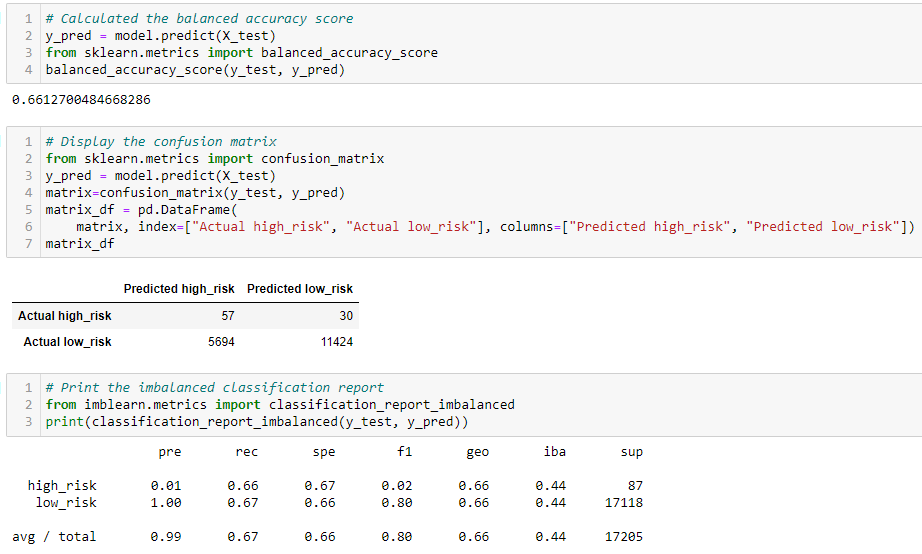 1 # Calculated the balanced accuracy score
2 y_pred = model.predict(X_test)
3 from sklearn.metrics import balanced_accuracy_score
4 balanced_accuracy_score(y_test, y_pred)
0.6612700484668286
1 # Display the confusion matrix
2 from sklearn.metrics import confusion_matrix
3 y_pred = model.predict(X_test)
4 matrix=confusion_matrix(y_test, y_pred)
5 matrix_df = pd.DataFrame(
6     matrix, index=["Actual high_risk", "Actual low_risk"], columns=["Predicted high_risk", "Predicted low_risk"])
7 matrix_df
Predicted high_risk Predicted low_risk
Actual high_risk 57 30
Actual low_risk 5694 11424
1 # Print the imbalanced classification report
2 from imblearn.metrics import classification_report_imbalanced
3 print(classification_report_imbalanced(y_test, y_pred))
pre rec spe f1 geo iba sup
high_risk 0.01 0.66 0.67 0.02 0.66 0.44 87
low_risk 1.00 0.67 0.66 0.80 0.66 0.44 17118
avg / total 0.99 0.67 0.66 0.80 0.66 0.44 17205